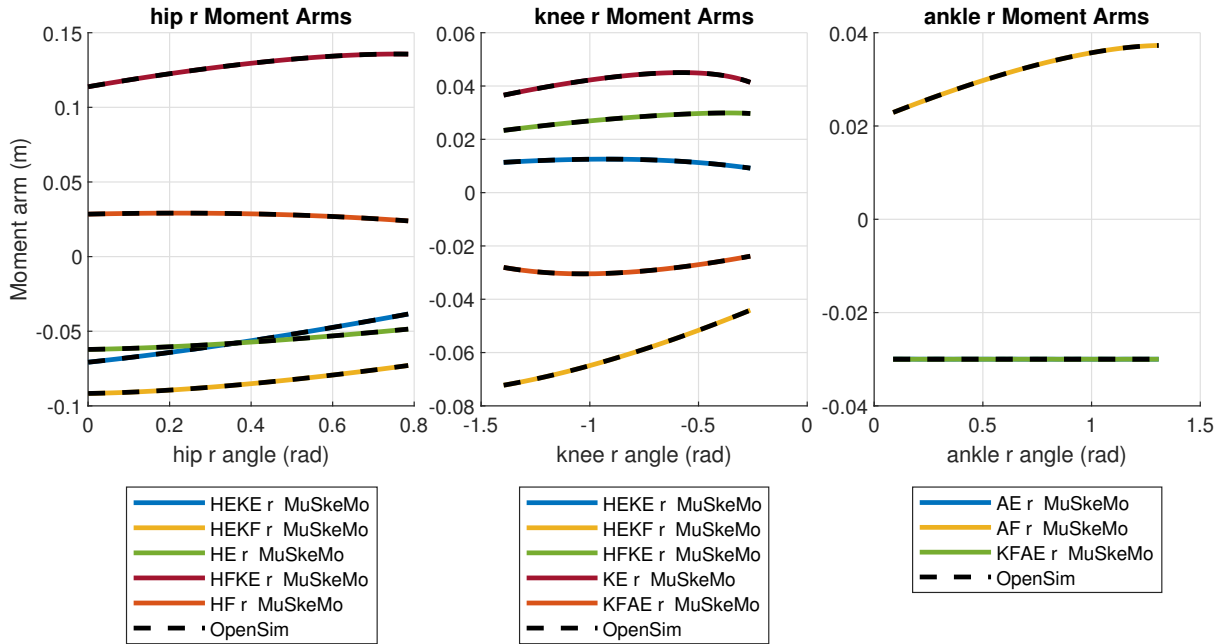 hip r Moment Arms
knee r Moment Arms
ankle r Moment Arms
Moment arm (m)
0.15
0.1
0.05
0
-0.05
-0.1
0
0.2
0.4
0.6
0.8
hip r angle (rad)
0.06
0.04
0.02
0
-0.02
-0.04
-0.06
-0.08
-1.5
-1
-0.5
0
knee r angle (rad)
0.04
0.02
0
-0.02
-0.04
0
0.5
1
1.5
ankle r angle (rad)
HEKE r MuSkeMo
HEKF r MuSkeMo
HE r MuSkeMo
HFKE r MuSkeMo
HF r MuSkeMo
OpenSim
HEKE r MuSkeMo
HEKF r MuSkeMo
HFKE r MuSkeMo
KE r MuSkeMo
KFAE r MuSkeMo
OpenSim
AE r MuSkeMo
AF r MuSkeMo
KFAE r MuSkeMo
OpenSim